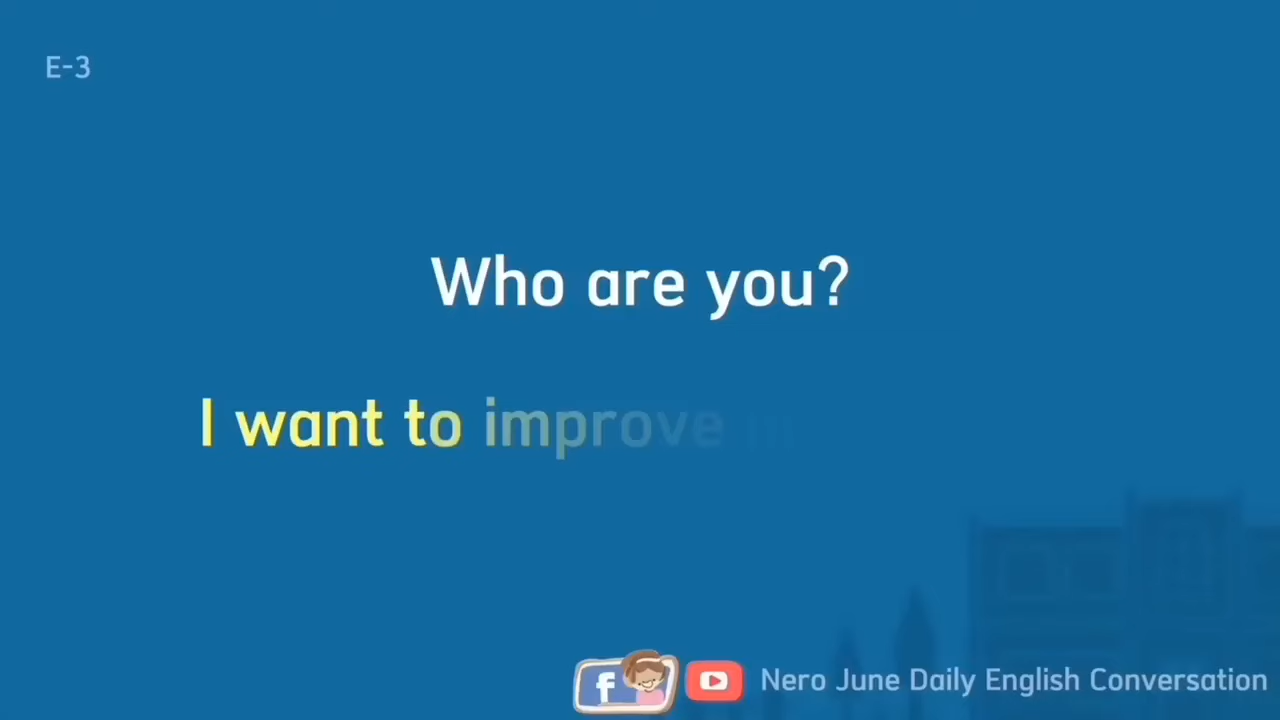 E-3
Who are you?
I want to improve
f
Nero June Daily English Conversation